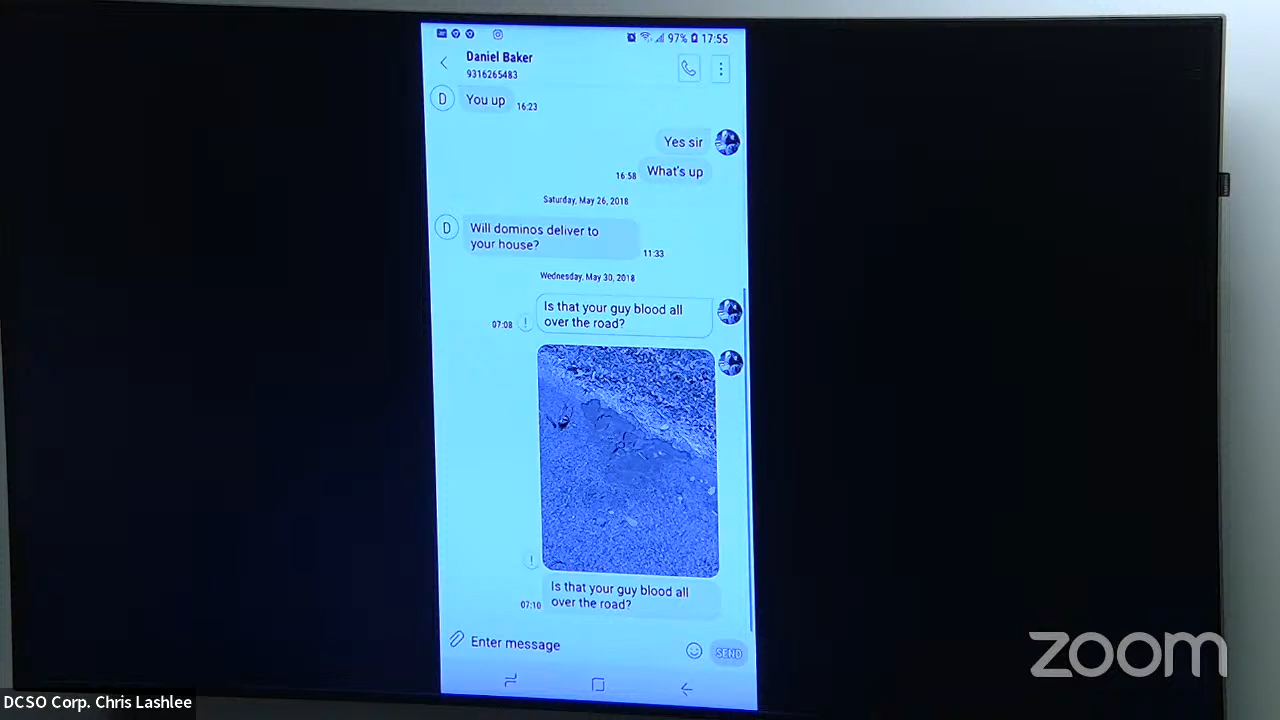 97% 17:55
Daniel Baker
9316265483
D
You up
16:23
Yes sir
16:58
What's up
Saturday, May 26, 2018
D
Will dominos deliver to
your house?
11:33
Wednesday, May 30, 2018
Is that your guy blood all
over the road?
07:08
!
!
Is that your guy blood all
over the road?
07:10
Enter message
SEND
zoom
DCSO Corp. Chris Lashlee